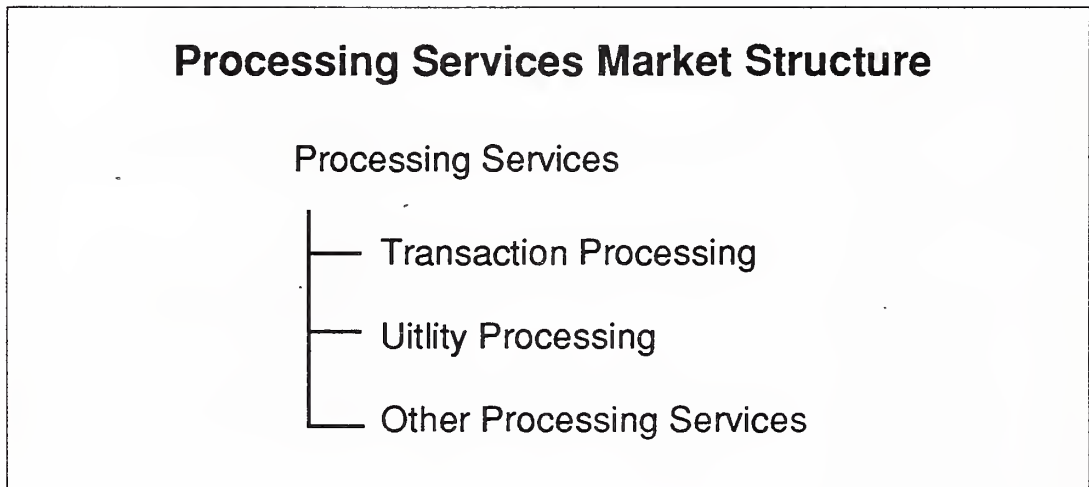 Processing Services Market Structure
Processing Services
Transaction Processing
Uitlity Processing
Other Processing Services